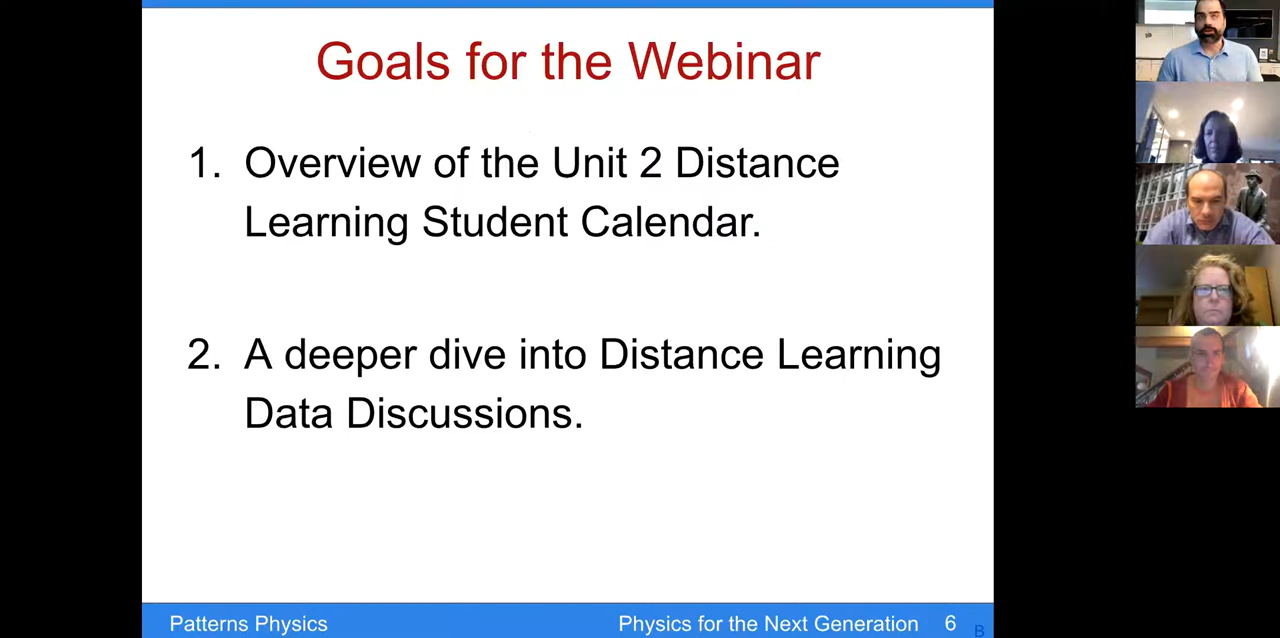 Goals for the Webinar
1. Overview of the Unit 2 Distance
Learning Student Calendar.
2. A deeper dive into Distance Learning
Data Discussions.
Patterns Physics
Physics for the Next Generation 6
B